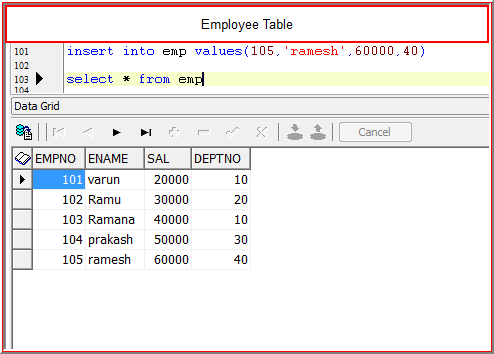 Employee Table
101 insert into emp values(105,'ramesh',60000,40)
102
103 select * from emp
104
Data Grid
Cancel
EMPNO ENAME SAL DEPTNO
101 varun 20000 10
102 Ramu 30000 20
103 Ramana 40000 10
104 prakash 50000 30
105 ramesh 60000 40